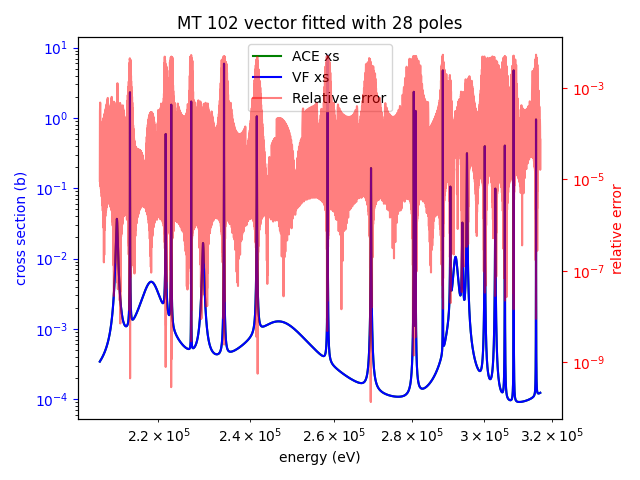 MT 102 vector fitted with 28 poles
ACE xs
VF xs
Relative error
10¹
10⁰
10⁻¹
10⁻²
10⁻³
10⁻⁴
cross section (b)
10⁻³
10⁻⁵
10⁻⁷
10⁻⁹
relative error
2.2 × 10⁵ 2.4 × 10⁵ 2.6 × 10⁵ 2.8 × 10⁵ 3 × 10⁵ 3.2 × 10⁵
energy (eV)